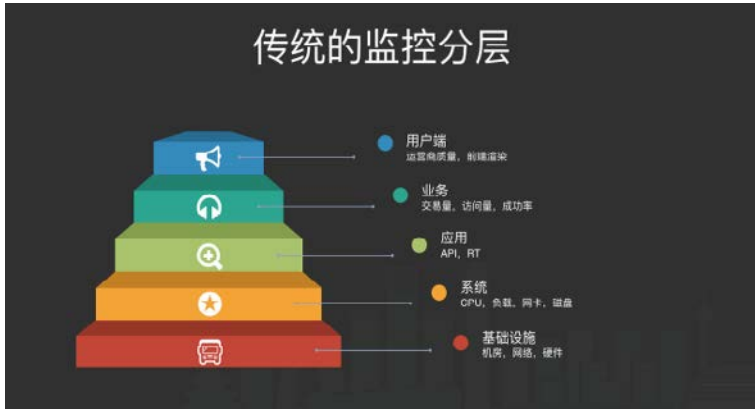 传统的监控分层
用户端
运营商质量，前端渲染
业务
交易量，访问量，成功率
应用
API，RT
系统
CPU，负载，网卡，磁盘
基础设施
机房，网络，硬件